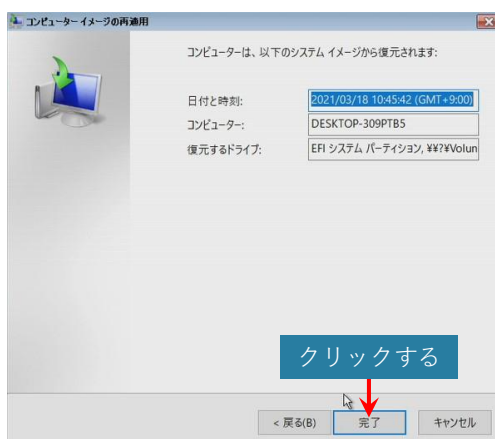 コンピューター イメージの再適用
コンピューターは、以下のシステム イメージから復元されます:
日付と時刻: 2021/03/18 10:45:42 (GMT+9:00)
コンピューター: DESKTOP-309PTB5
復元するドライブ: EFI システム パーティション, ¥¥?¥Volun
クリックする
< 戻る(B) 完了 キャンセル